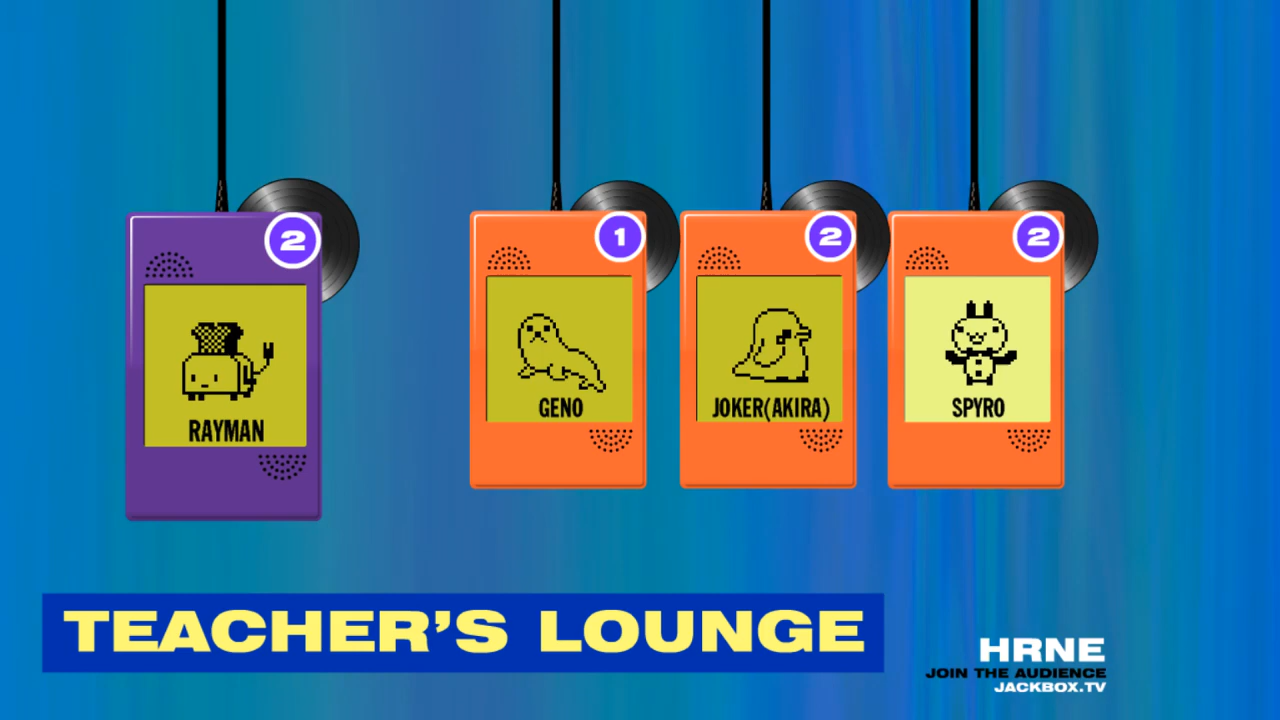 2
1
2
2
RAYMAN
GENO
JOKER(AKIRA)
SPYRO
TEACHER'S LOUNGE
HRNE
JOIN THE AUDIENCE
JACKBOX.TV